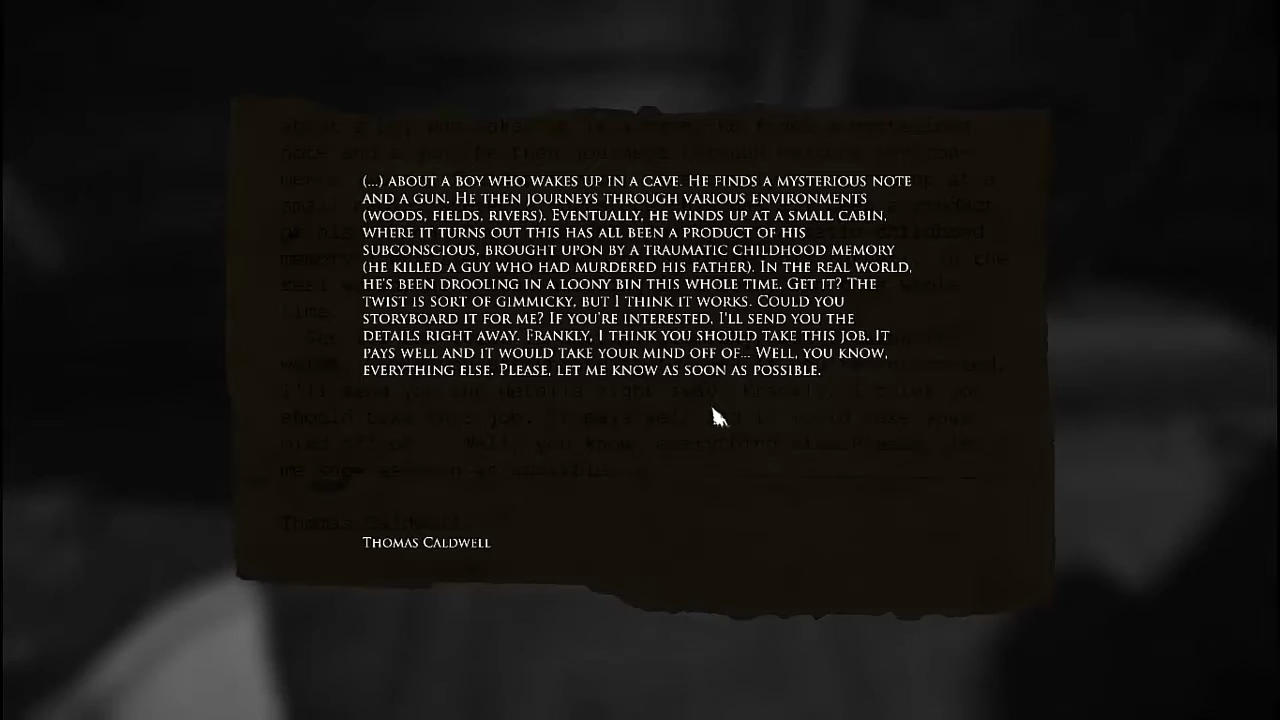 (...) ABOUT A BOY WHO WAKES UP IN A CAVE. HE FINDS A MYSTERIOUS NOTE
AND A GUN. HE THEN JOURNEYS THROUGH VARIOUS ENVIRONMENTS
(WOODS, FIELDS, RIVERS). EVENTUALLY, HE WINDS UP AT A SMALL CABIN,
WHERE IT TURNS OUT THIS HAS ALL BEEN A PRODUCT OF HIS
SUBCONSCIOUS, BROUGHT UPON BY A TRAUMATIC CHILDHOOD MEMORY
(HE KILLED A GUY WHO HAD MURDERED HIS FATHER). IN THE REAL WORLD,
HE'S BEEN DROOLING IN A LOONY BIN THIS WHOLE TIME. GET IT? THE
TWIST IS SORT OF GIMMICKY, BUT I THINK IT WORKS. COULD YOU
STORYBOARD IT FOR ME? IF YOU'RE INTERESTED, I'LL SEND YOU THE
DETAILS RIGHT AWAY. FRANKLY, I THINK YOU SHOULD TAKE THIS JOB. IT
PAYS WELL AND IT WOULD TAKE YOUR MIND OFF OF... WELL, YOU KNOW,
EVERYTHING ELSE. PLEASE, LET ME KNOW AS SOON AS POSSIBLE.
THOMAS CALDWELL